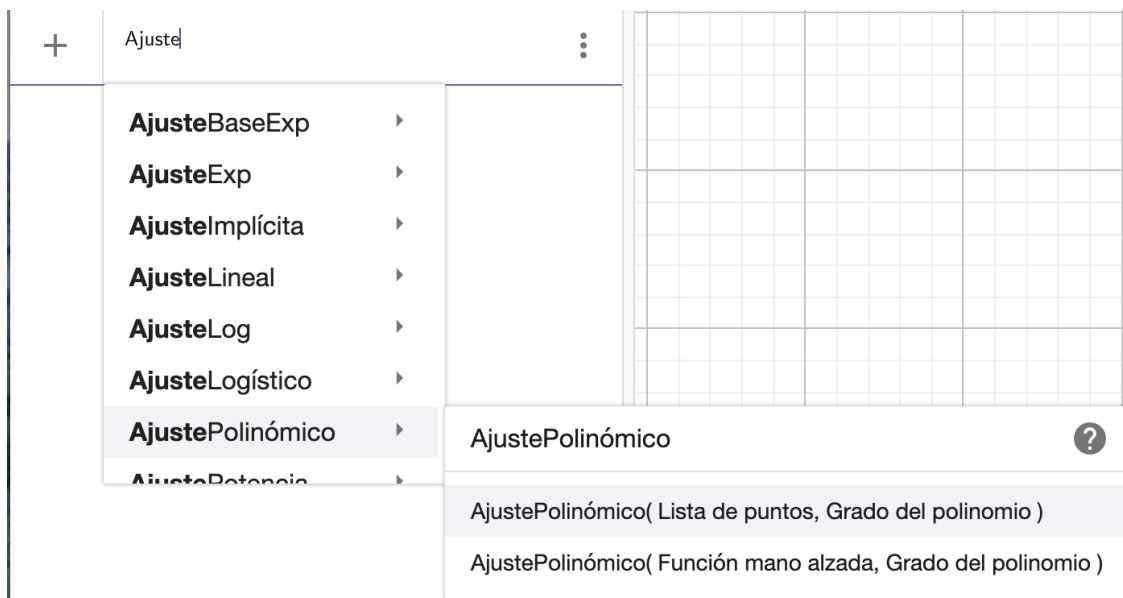 Ajuste
AjusteBaseExp
AjusteExp
AjusteImplícita
AjusteLineal
AjusteLog
AjusteLogístico
AjustePolinómico
AjustePotencia
AjustePolinómico
AjustePolinómico( Lista de puntos, Grado del polinomio )
AjustePolinómico( Función mano alzada, Grado del polinomio )